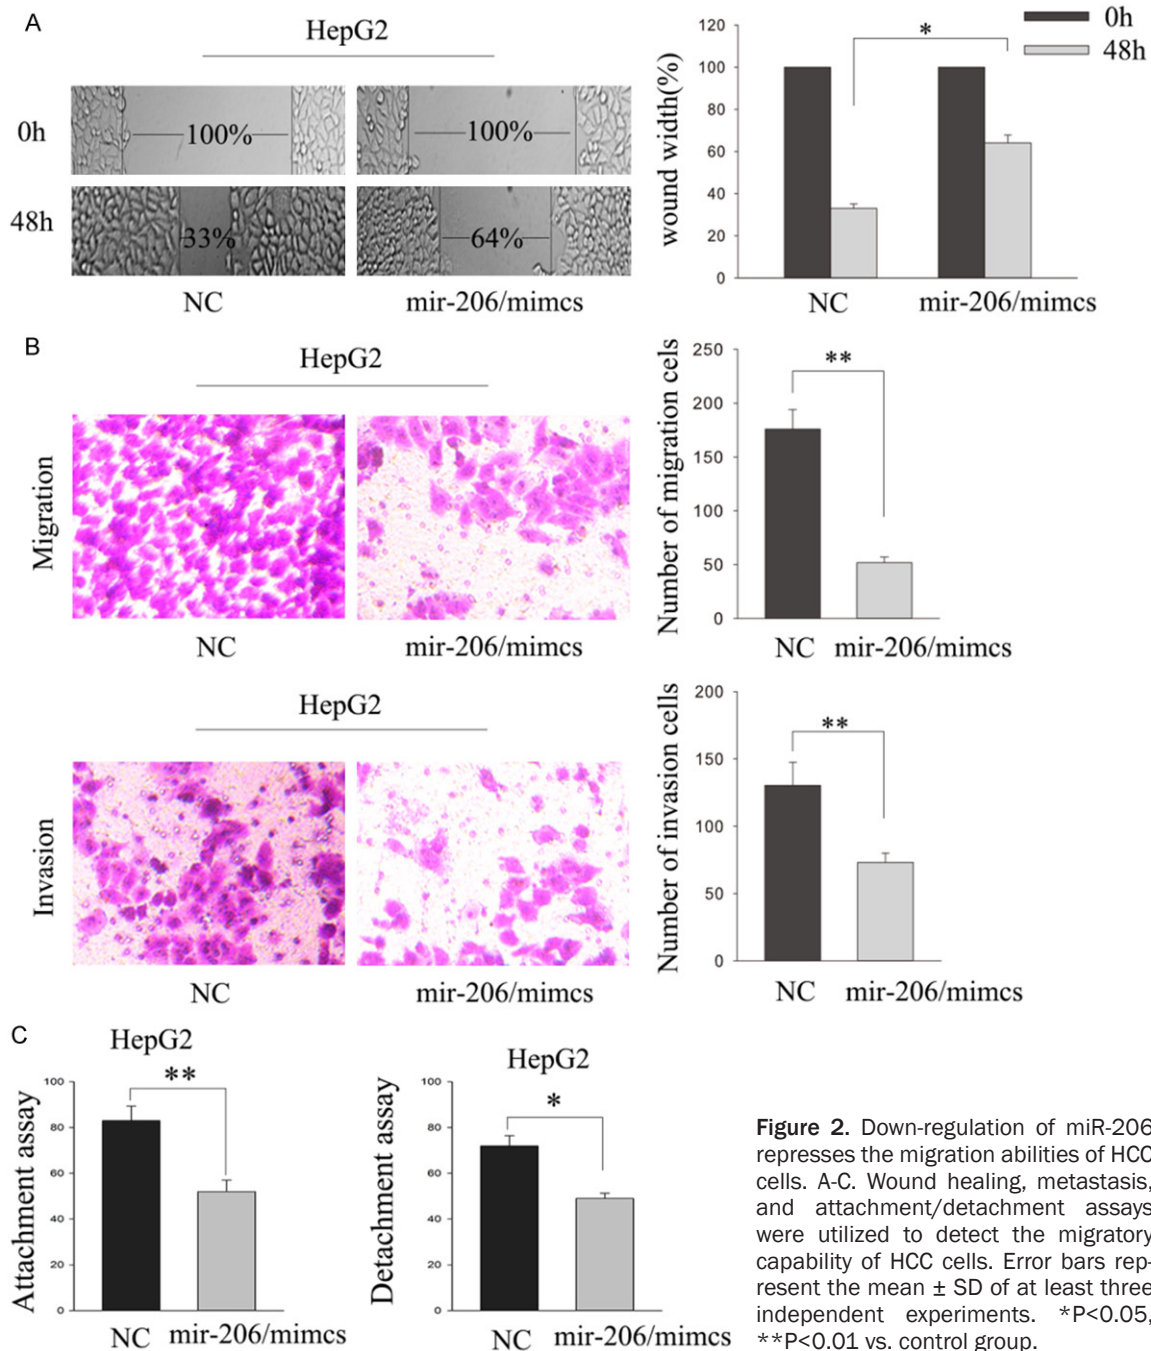 A
HepG2
0h
100%
100%
48h
33%
64%
NC
mir-206/mimcs
wound width(%)
120
100
80
60
40
20
0
*
0h
48h
NC
mir-206/mimcs
B
HepG2
Migration
NC
mir-206/mimcs
Number of migration cels
250
200
150
100
50
0
**
NC
mir-206/mimcs
HepG2
Invasion
NC
mir-206/mimcs
Number of invasion cells
200
150
100
50
0
**
NC
mir-206/mimcs
C
HepG2
Attachment assay
100
80
60
40
20
0
**
NC
mir-206/mimcs
HepG2
Detachment assay
100
80
60
40
20
0
*
NC
mir-206/mimcs
Figure 2. Down-regulation of miR-206
represses the migration abilities of HCC
cells. A-C. Wound healing, metastasis,
and attachment/detachment assays
were utilized to detect the migratory
capability of HCC cells. Error bars rep-
resent the mean ± SD of at least three
independent experiments. *P<0.05,
**P<0.01 vs. control group.